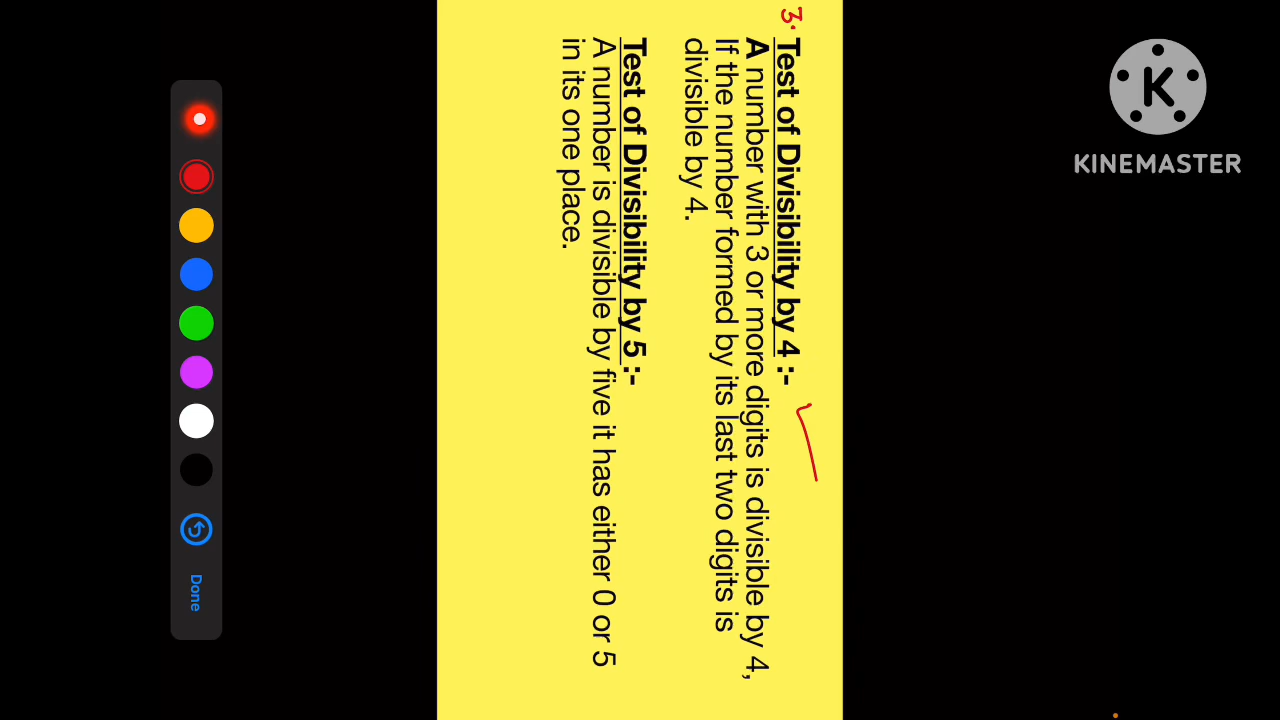 3.
Test of Divisibility by 4 :-
A number with 3 or more digits is divisible by 4,
If the number formed by its last two digits is
divisible by 4.
Test of Divisibility by 5 :-
A number is divisible by five it has either 0 or 5
in its one place.
Done
KINEMASTER